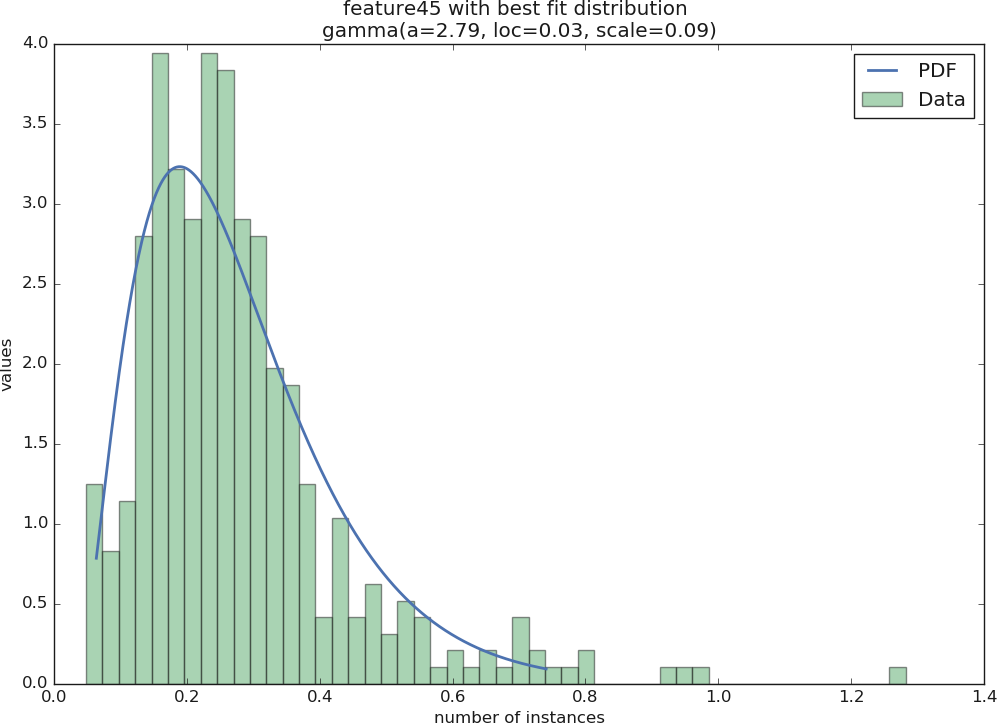 feature45 with best fit distribution
gamma(a=2.79, loc=0.03, scale=0.09)
PDF
Data
values
4.0
3.5
3.0
2.5
2.0
1.5
1.0
0.5
0.0
0.0 0.2 0.4 0.6 0.8 1.0 1.2 1.4
number of instances